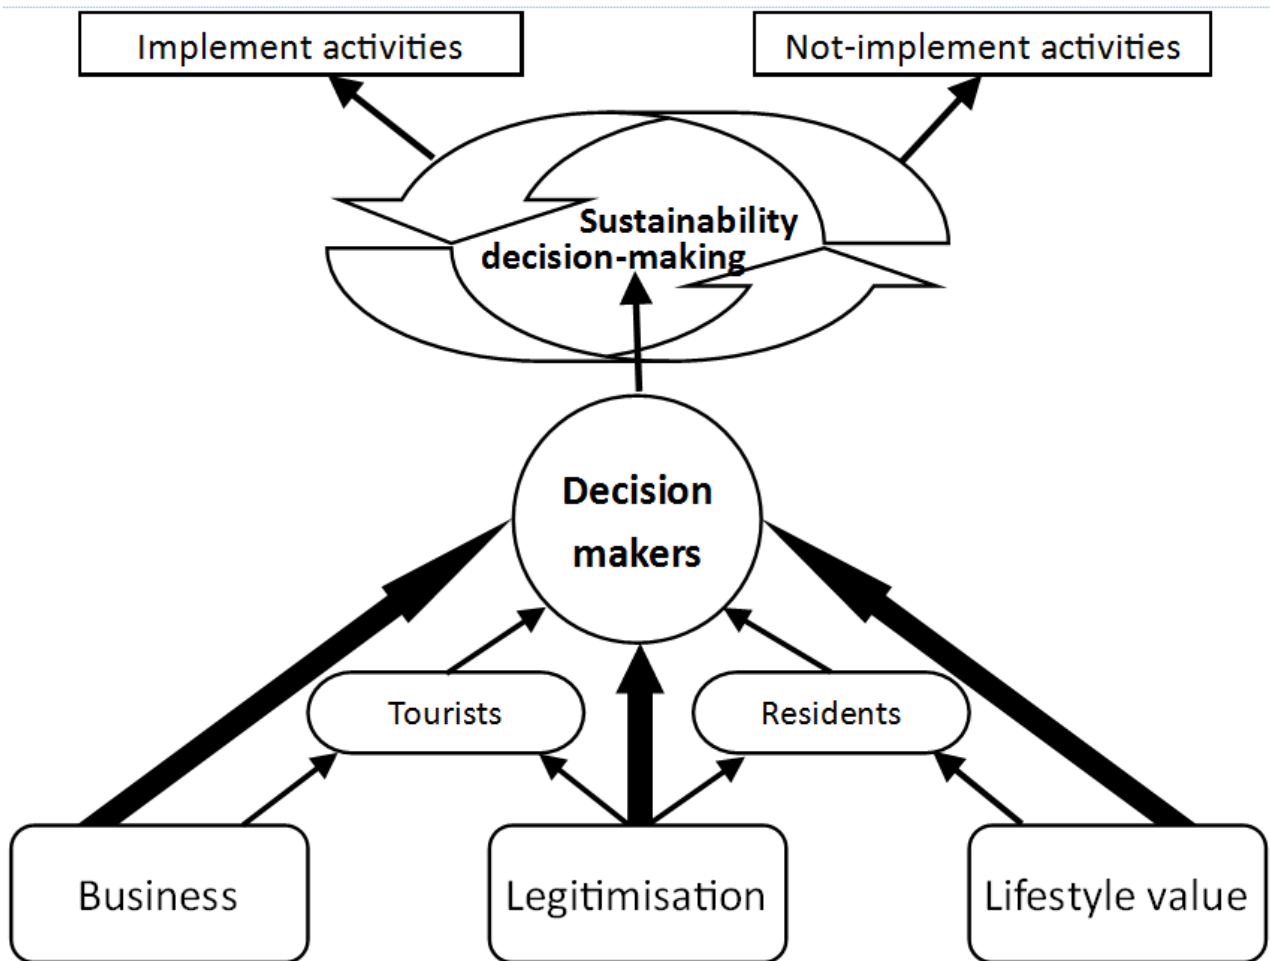 Implement activities
Not-implement activities
Sustainability
decision-making
Decision
makers
Tourists
Residents
Business
Legitimisation
Lifestyle value